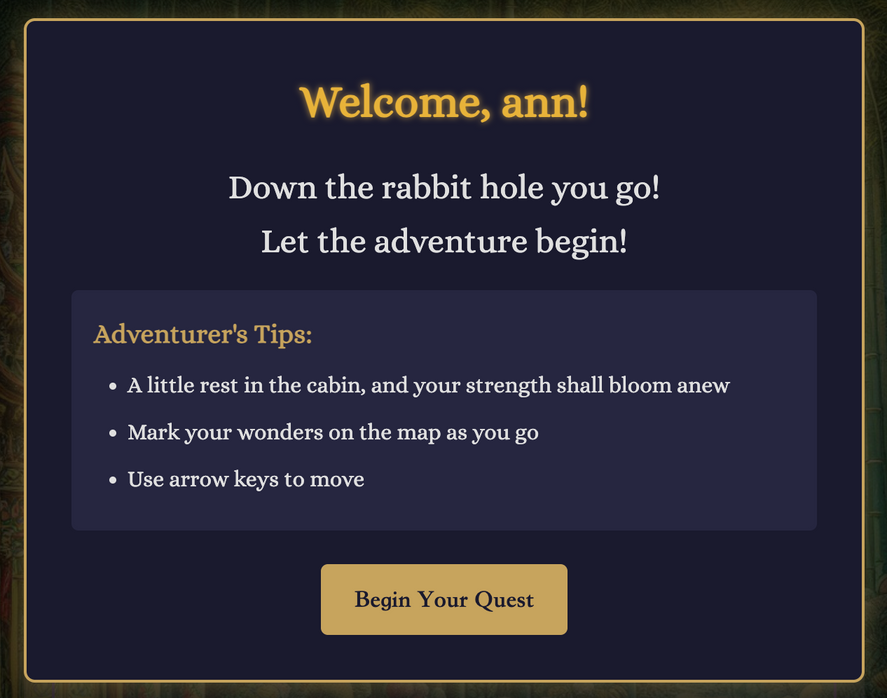 Welcome, ann!
Down the rabbit hole you go!
Let the adventure begin!
Adventurer's Tips:
• A little rest in the cabin, and your strength shall bloom anew
• Mark your wonders on the map as you go
• Use arrow keys to move
Begin Your Quest